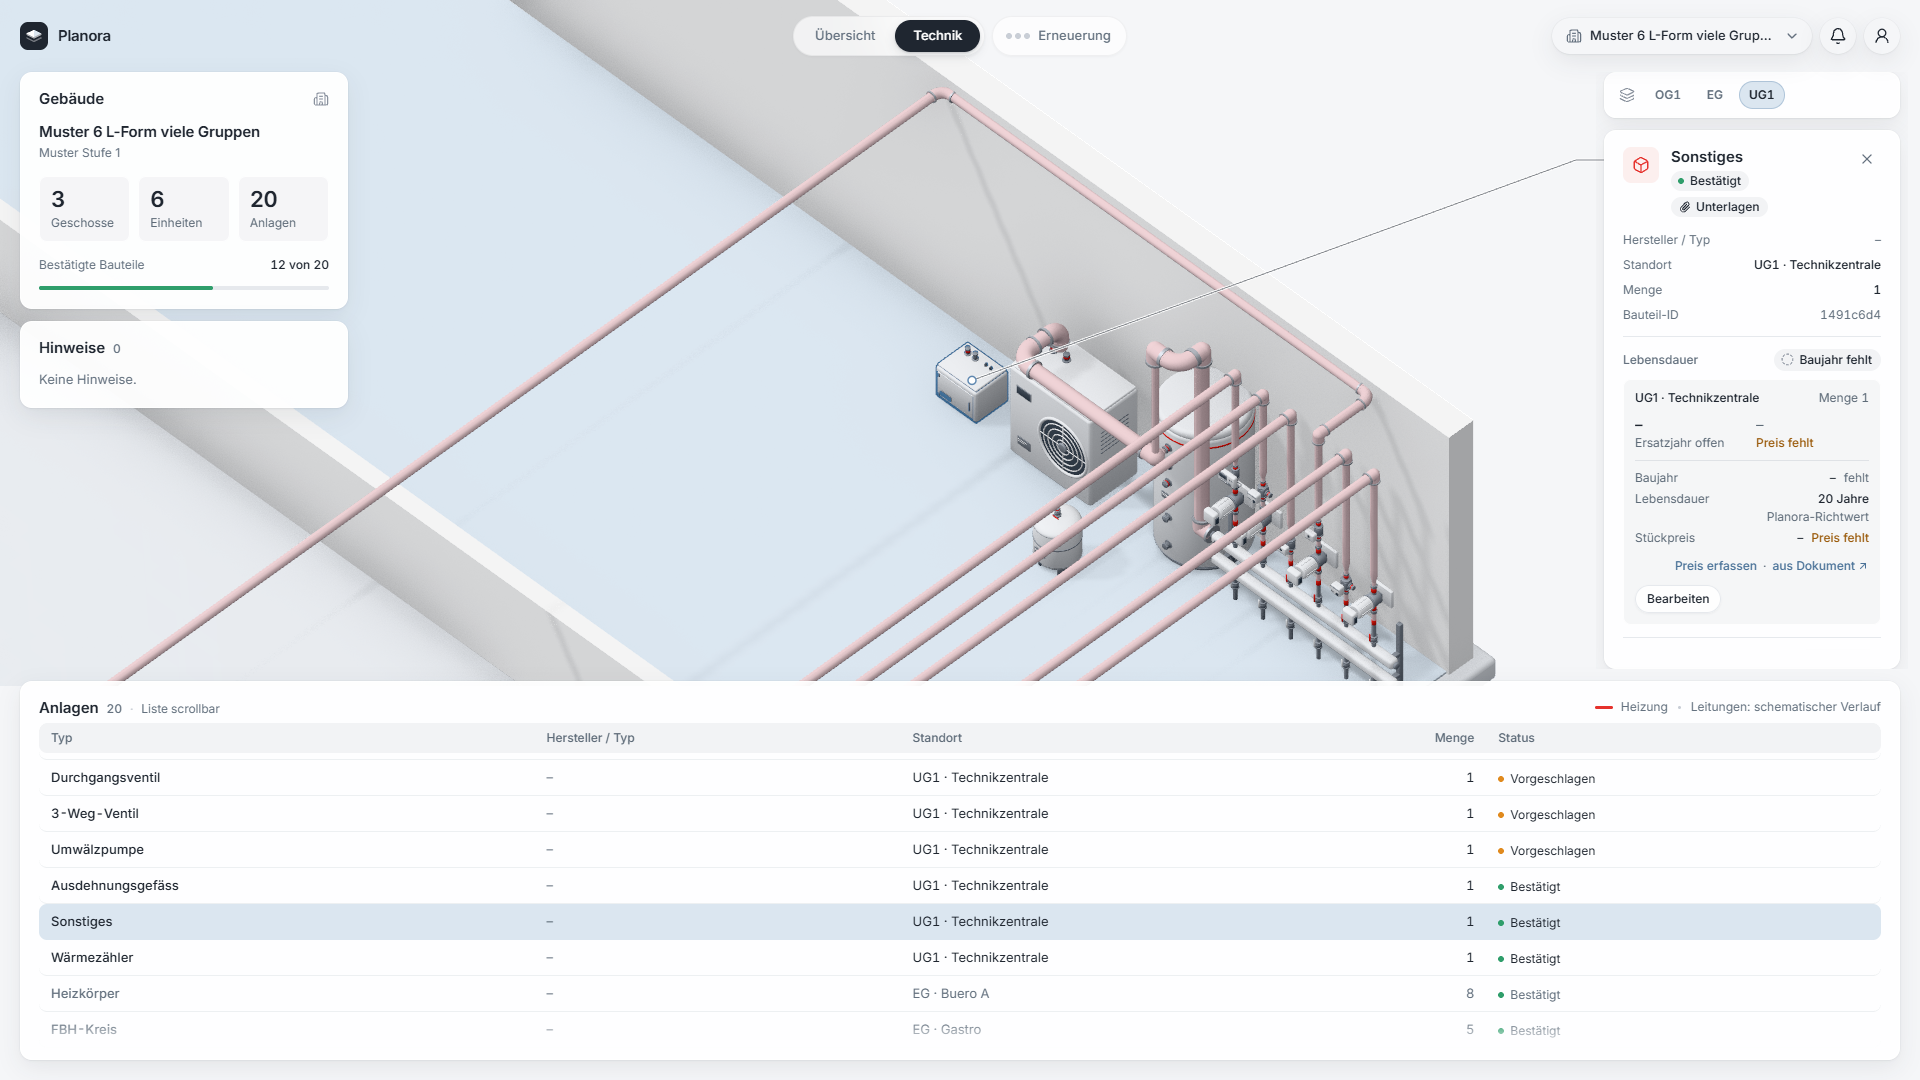 Planora
Übersicht
Technik
Erneuerung
Muster 6 L-Form viele Grup...
Gebäude
Muster 6 L-Form viele Gruppen
Muster Stufe 1
3 6 20
Geschosse Einheiten Anlagen
Bestätigte Bauteile 12 von 20
Hinweise 0
Keine Hinweise.
OG1 EG UG1
Sonstiges
Bestätigt
Unterlagen
Hersteller / Typ –
Standort UG1 · Technikzentrale
Menge 1
Bauteil-ID 1491c6d4
Lebensdauer Baujahr fehlt
UG1 · Technikzentrale Menge 1
– –
Ersatzjahr offen Preis fehlt
Baujahr – fehlt
Lebensdauer 20 Jahre
Planora-Richtwert
Stückpreis – Preis fehlt
Preis erfassen · aus Dokument ↗
Bearbeiten
Anlagen 20 · Liste scrollbar
Heizung · Leitungen: schematischer Verlauf
Typ Hersteller / Typ Standort Menge Status
Durchgangsventil – UG1 · Technikzentrale 1 Vorgeschlagen
3-Weg-Ventil – UG1 · Technikzentrale 1 Vorgeschlagen
Umwälzpumpe – UG1 · Technikzentrale 1 Vorgeschlagen
Ausdehnungsgefäss – UG1 · Technikzentrale 1 Bestätigt
Sonstiges – UG1 · Technikzentrale 1 Bestätigt
Wärmezähler – UG1 · Technikzentrale 1 Bestätigt
Heizkörper – EG · Buero A 8 Bestätigt
FBH-Kreis – EG · Gastro 5 Bestätigt